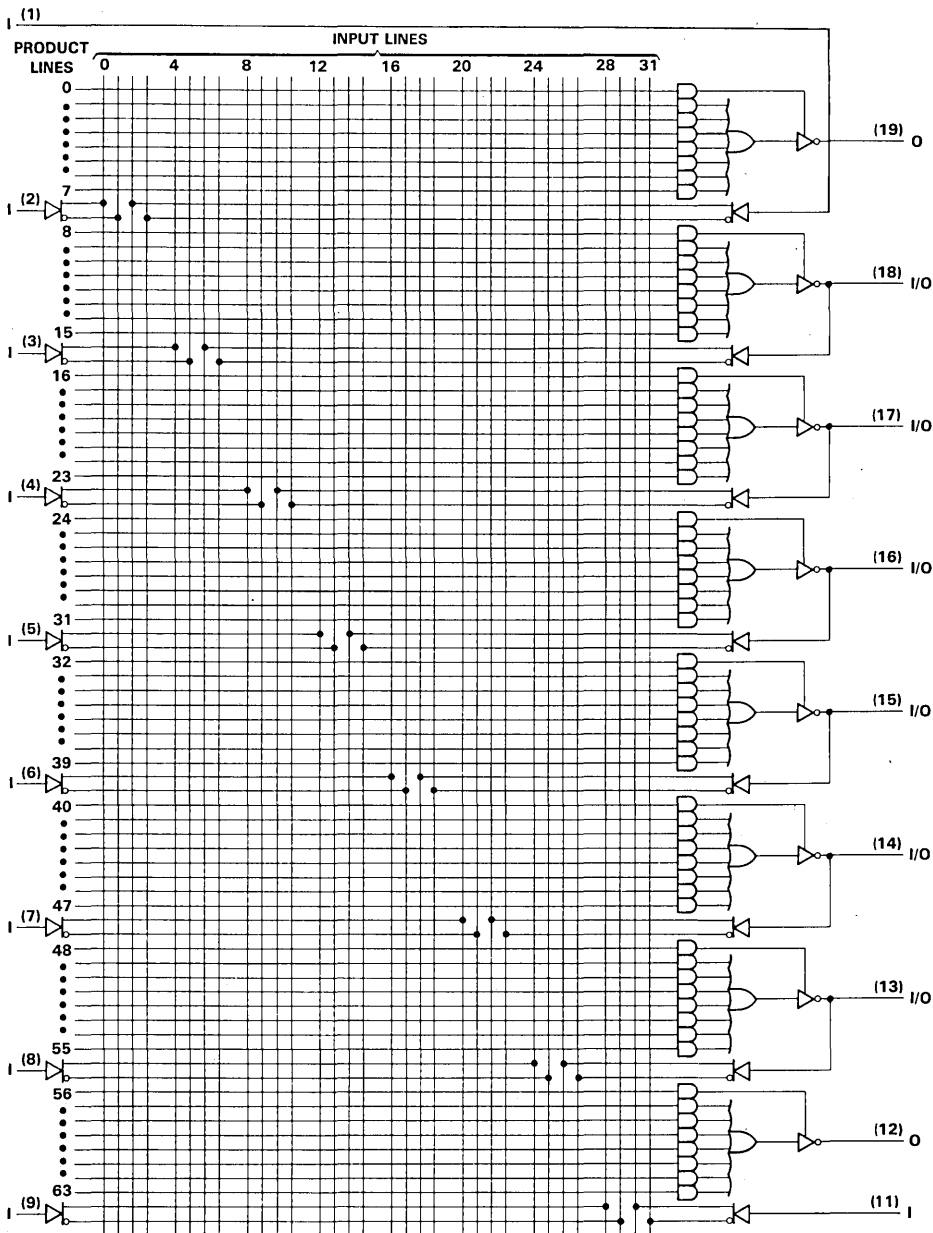 I (1)
INPUT LINES
PRODUCT LINES
0 4 8 12 16 20 24 28 31
0
(19) O
7
I (2)
8
(18) I/O
15
I (3)
16
(17) I/O
23
I (4)
24
(16) I/O
31
I (5)
32
(15) I/O
39
I (6)
40
(14) I/O
47
I (7)
48
(13) I/O
55
I (8)
56
(12) O
63
I (9)
(11) I